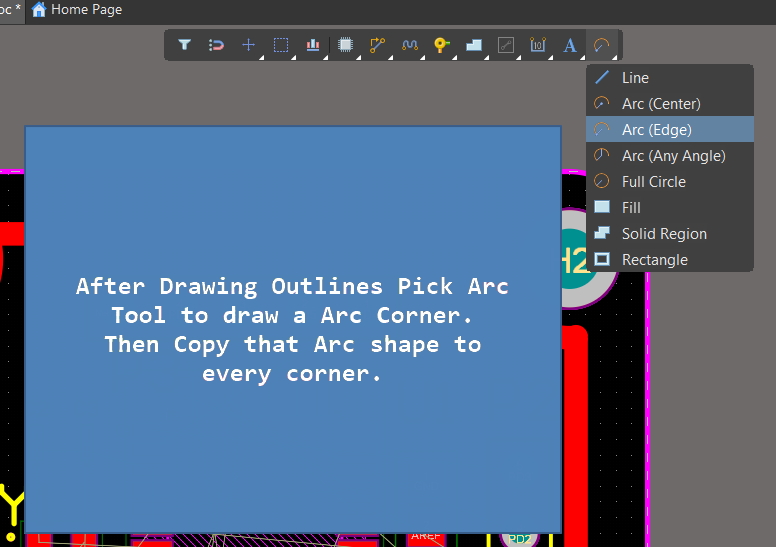 oc *
Home Page
A
Line
Arc (Center)
Arc (Edge)
Arc (Any Angle)
Full Circle
Fill
Solid Region
Rectangle
H2
After Drawing Outlines Pick Arc
Tool to draw a Arc Corner.
Then Copy that Arc shape to
every corner.
Y
AREF
PD2